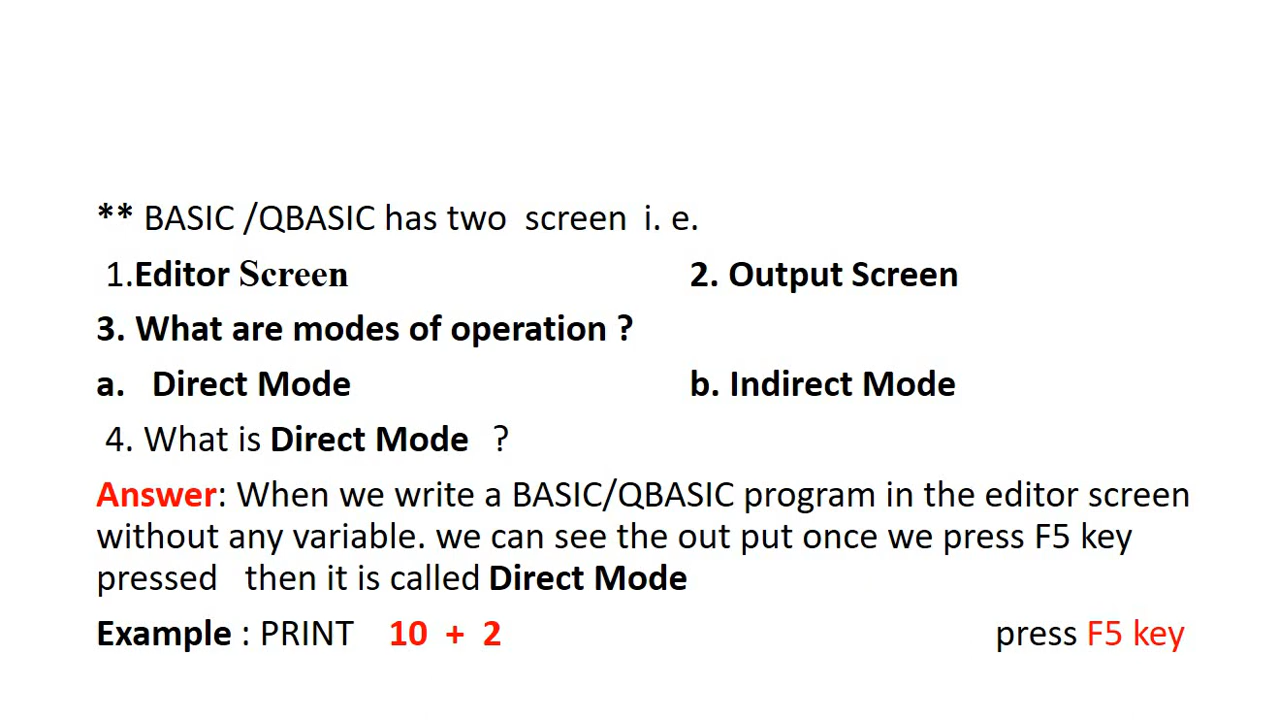 ** BASIC /QBASIC has two screen i. e.
1.Editor Screen 2. Output Screen
3. What are modes of operation ?
a. Direct Mode b. Indirect Mode
4. What is Direct Mode ?
Answer: When we write a BASIC/QBASIC program in the editor screen
without any variable. we can see the out put once we press F5 key
pressed then it is called Direct Mode
Example : PRINT 10 + 2 press F5 key